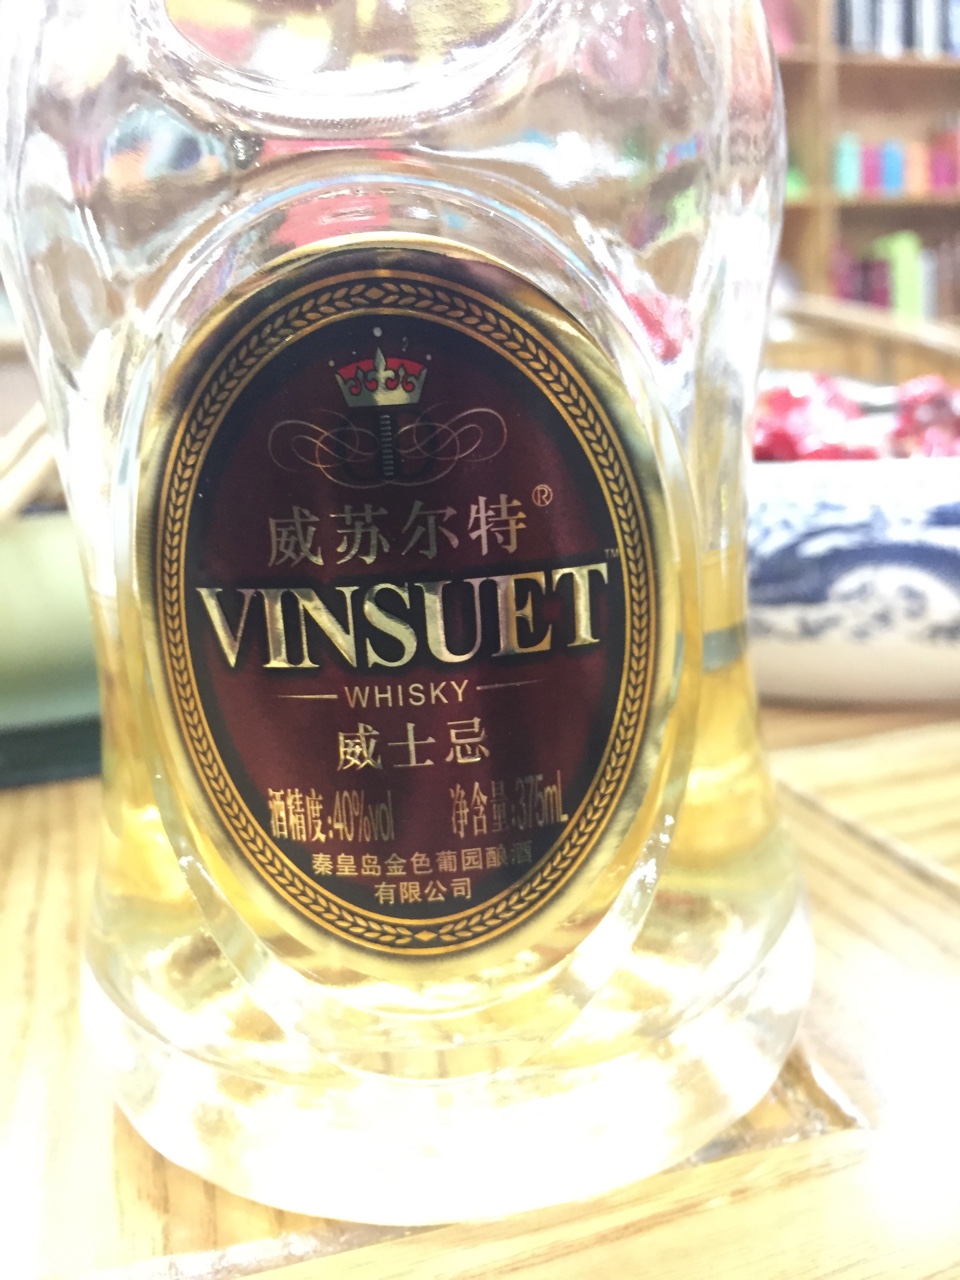 威苏尔特®
VINSUET™
WHISKY
威士忌
酒精度:40%vol 净含量:375mL
秦皇岛金色葡园酿酒
有限公司